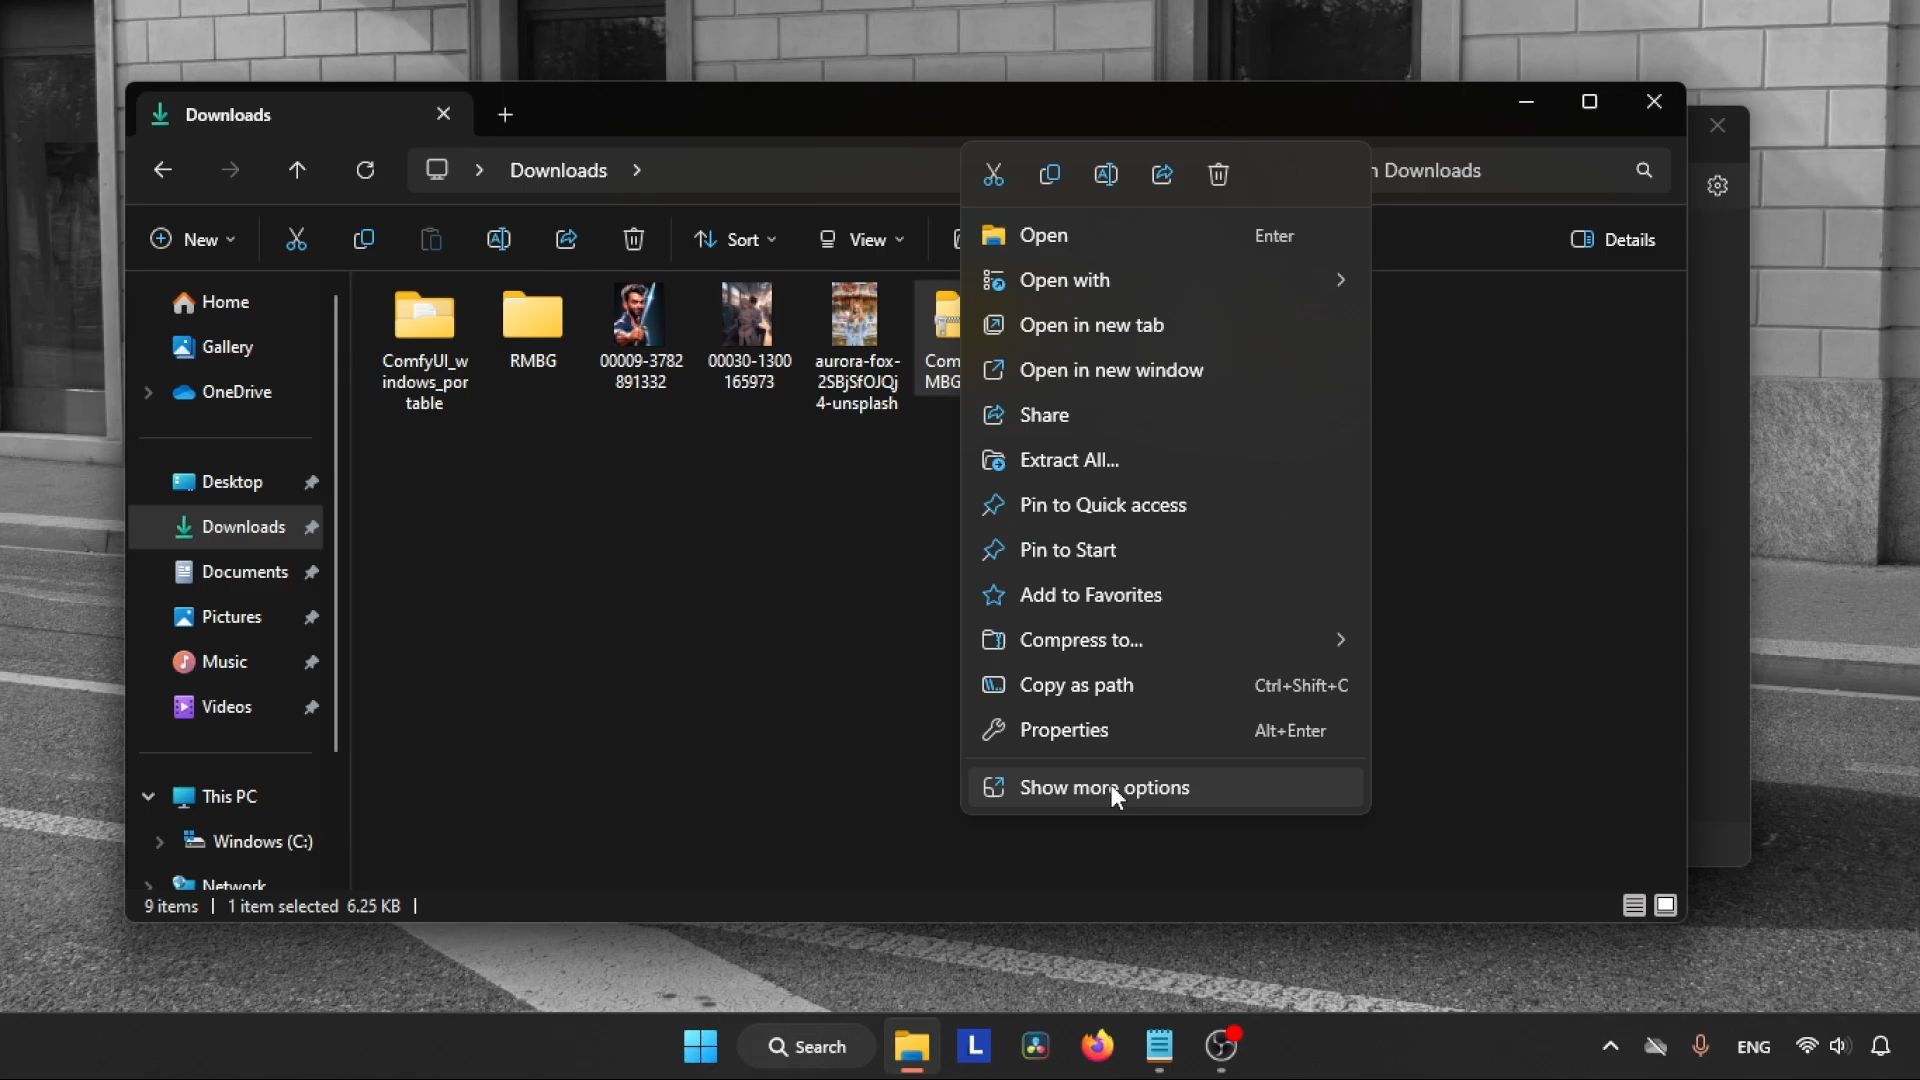 Downloads
Downloads
Downloads
New
Sort
View
Details
Home
Gallery
OneDrive
Desktop
Downloads
Documents
Pictures
Music
Videos
This PC
Windows (C:)
Network
ComfyUI_w
indows_por
table
RMBG
00009-3782
891332
00030-1300
165973
aurora-fox-
2SBjSfOJQj
4-unsplash
Com
MBG
Open Enter
Open with
Open in new tab
Open in new window
Share
Extract All...
Pin to Quick access
Pin to Start
Add to Favorites
Compress to...
Copy as path Ctrl+Shift+C
Properties Alt+Enter
Show more options
9 items | 1 item selected 6.25 KB |
Search
L
ENG